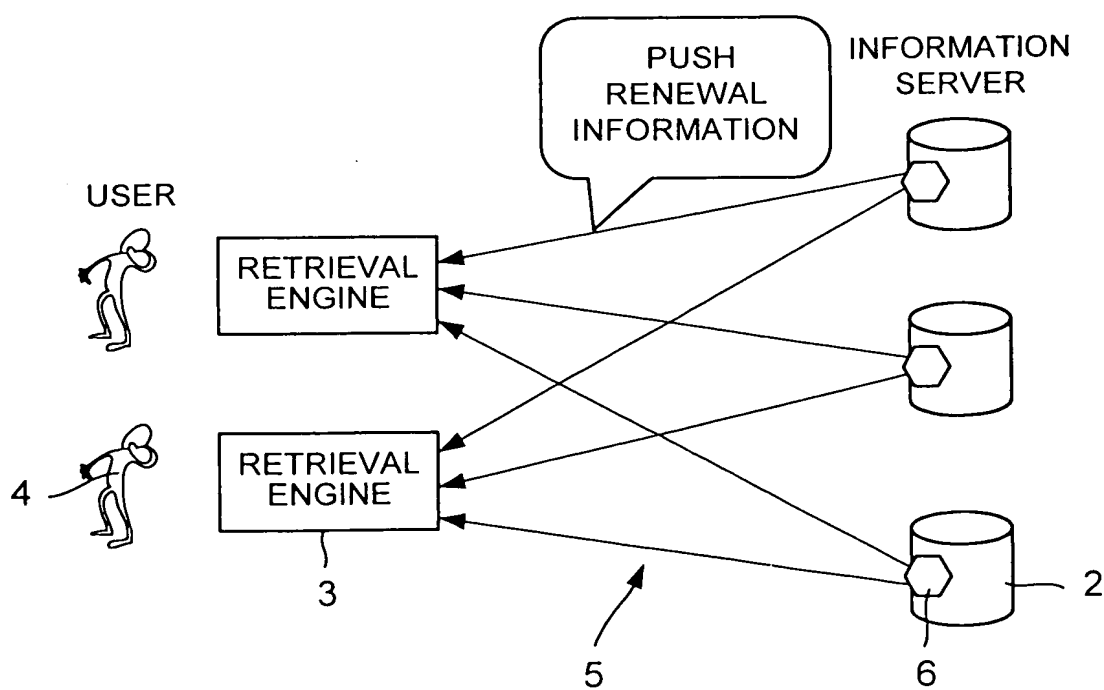 PUSH
RENEWAL
INFORMATION
INFORMATION
SERVER
USER
RETRIEVAL
ENGINE
RETRIEVAL
ENGINE
4
3
5
6
2